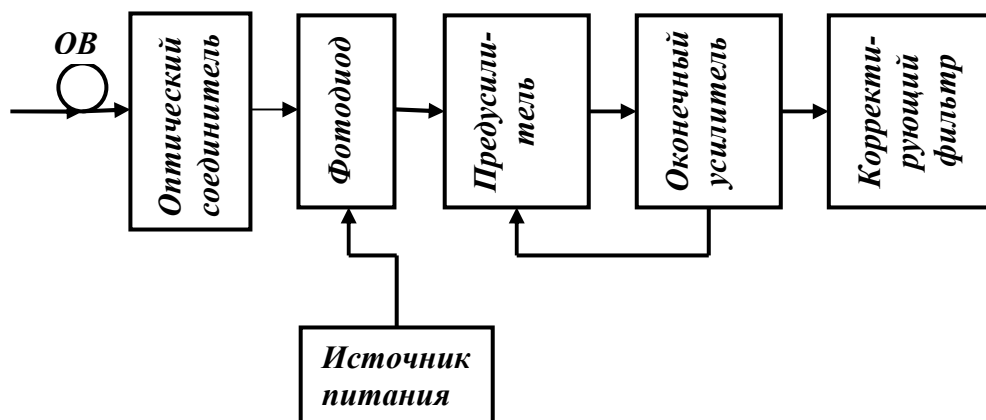 ОВ
Оптический
соединитель
Фотодиод
Предусили-
тель
Оконечный
усилитель
Корректи-
рующий
фильтр
Источник
питания